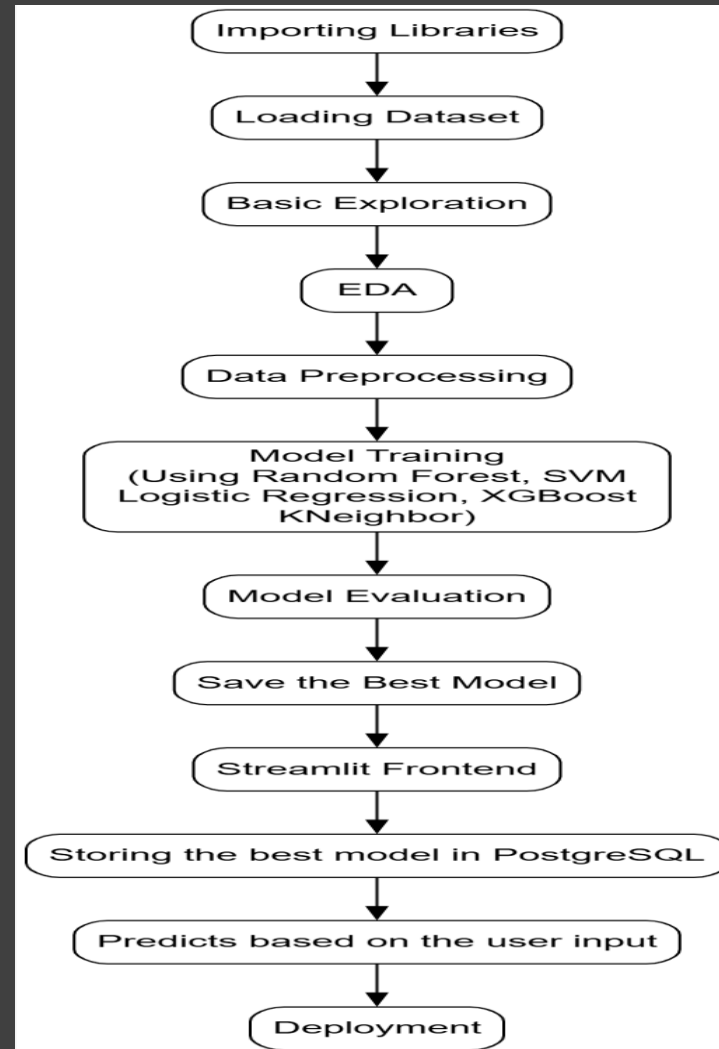 Importing Libraries
Loading Dataset
Basic Exploration
EDA
Data Preprocessing
Model Training
(Using Random Forest, SVM
Logistic Regression, XGBoost
KNeighbor)
Model Evaluation
Save the Best Model
Streamlit Frontend
Storing the best model in PostgreSQL
Predicts based on the user input
Deployment